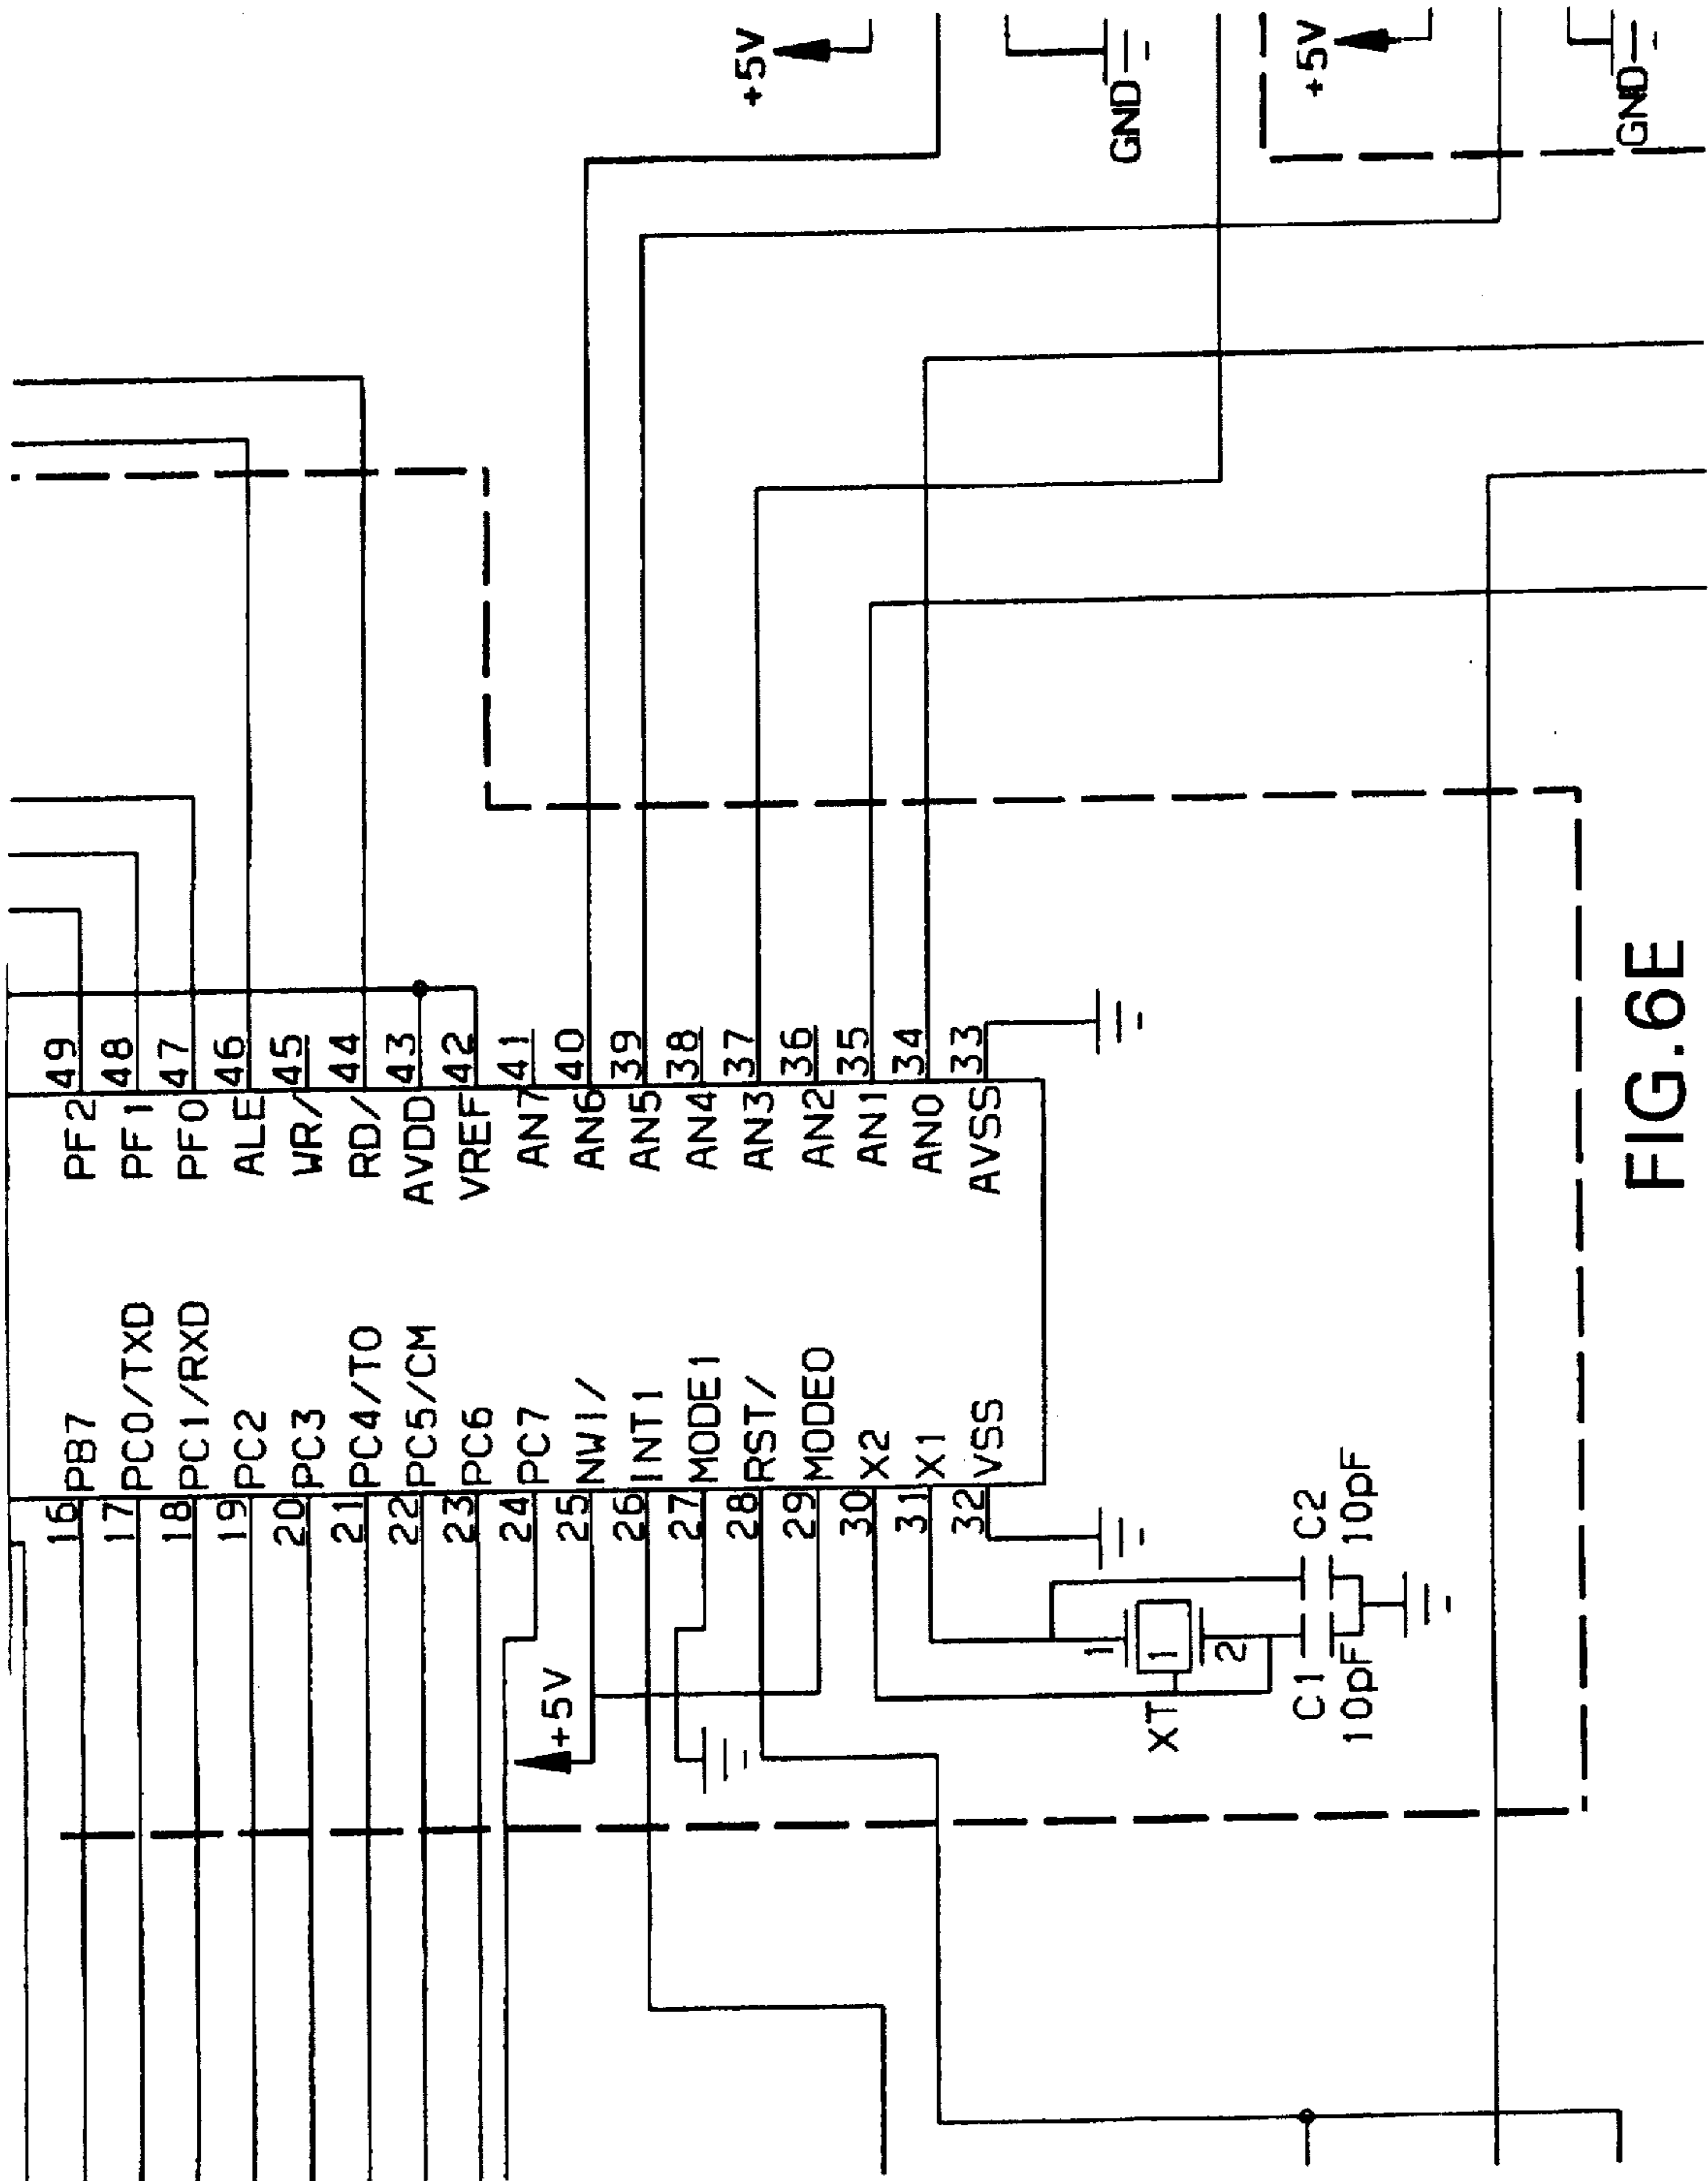 16 PB7
17 PC0/TXD
18 PC1/RXD
19 PC2
20 PC3
21 PC4/TO
22 PC5/CM
23 PC6
24 PC7
25 NWI/
26 INT1
27 MODE1
28 RST/
29 MODE0
30 X2
31 X1
32 VSS
PF2 49
PF1 48
PF0 47
ALE 46
WR/ 45
RD/ 44
AVDD 43
VREF 42
AN7 41
AN6 40
AN5 39
AN4 38
AN3 37
AN2 36
AN1 35
AN0 34
AVSS 33
+5V
XT
1
1
2
C1
10pF
C2
10pF
+5V
GND
+5V
GND
FIG.6E